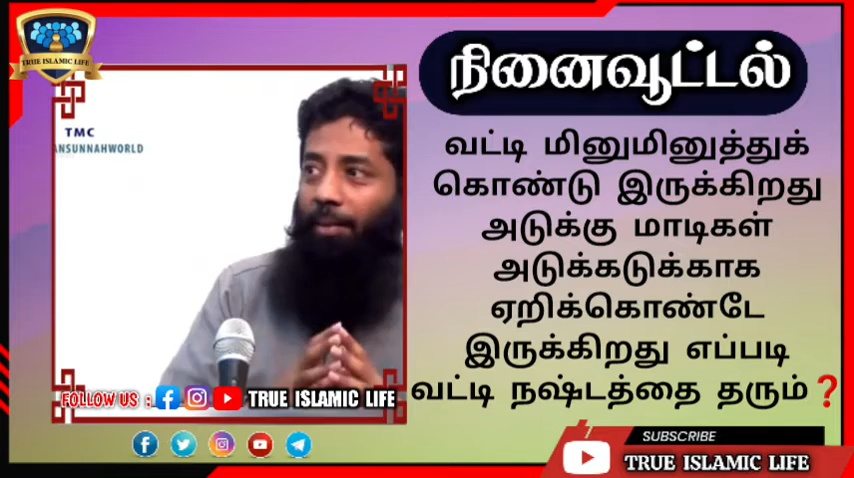 TRUE ISLAMIC LIFE
நினைவூட்டல்
TMC
ANSUNNAHWORLD
வட்டி மினுமினுத்துக்
கொண்டு இருக்கிறது
அடுக்கு மாடிகள்
அடுக்கடுக்காக
ஏறிக்கொண்டே
இருக்கிறது எப்படி
வட்டி நஷ்டத்தை தரும்❓
FOLLOW US : TRUE ISLAMIC LIFE
SUBSCRIBE
TRUE ISLAMIC LIFE